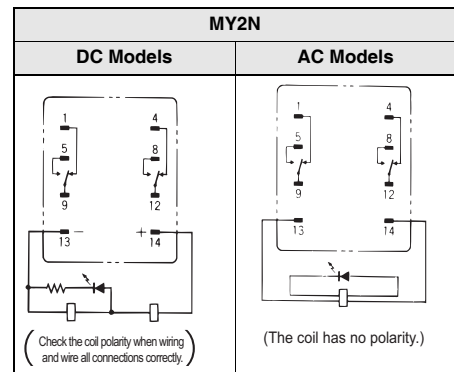 MY2N
DC Models AC Models
1 4
5 8
9 12
13 − + 14
Check the coil polarity when wiring
and wire all connections correctly.
1 4
5 8
9 12
13 14
(The coil has no polarity.)